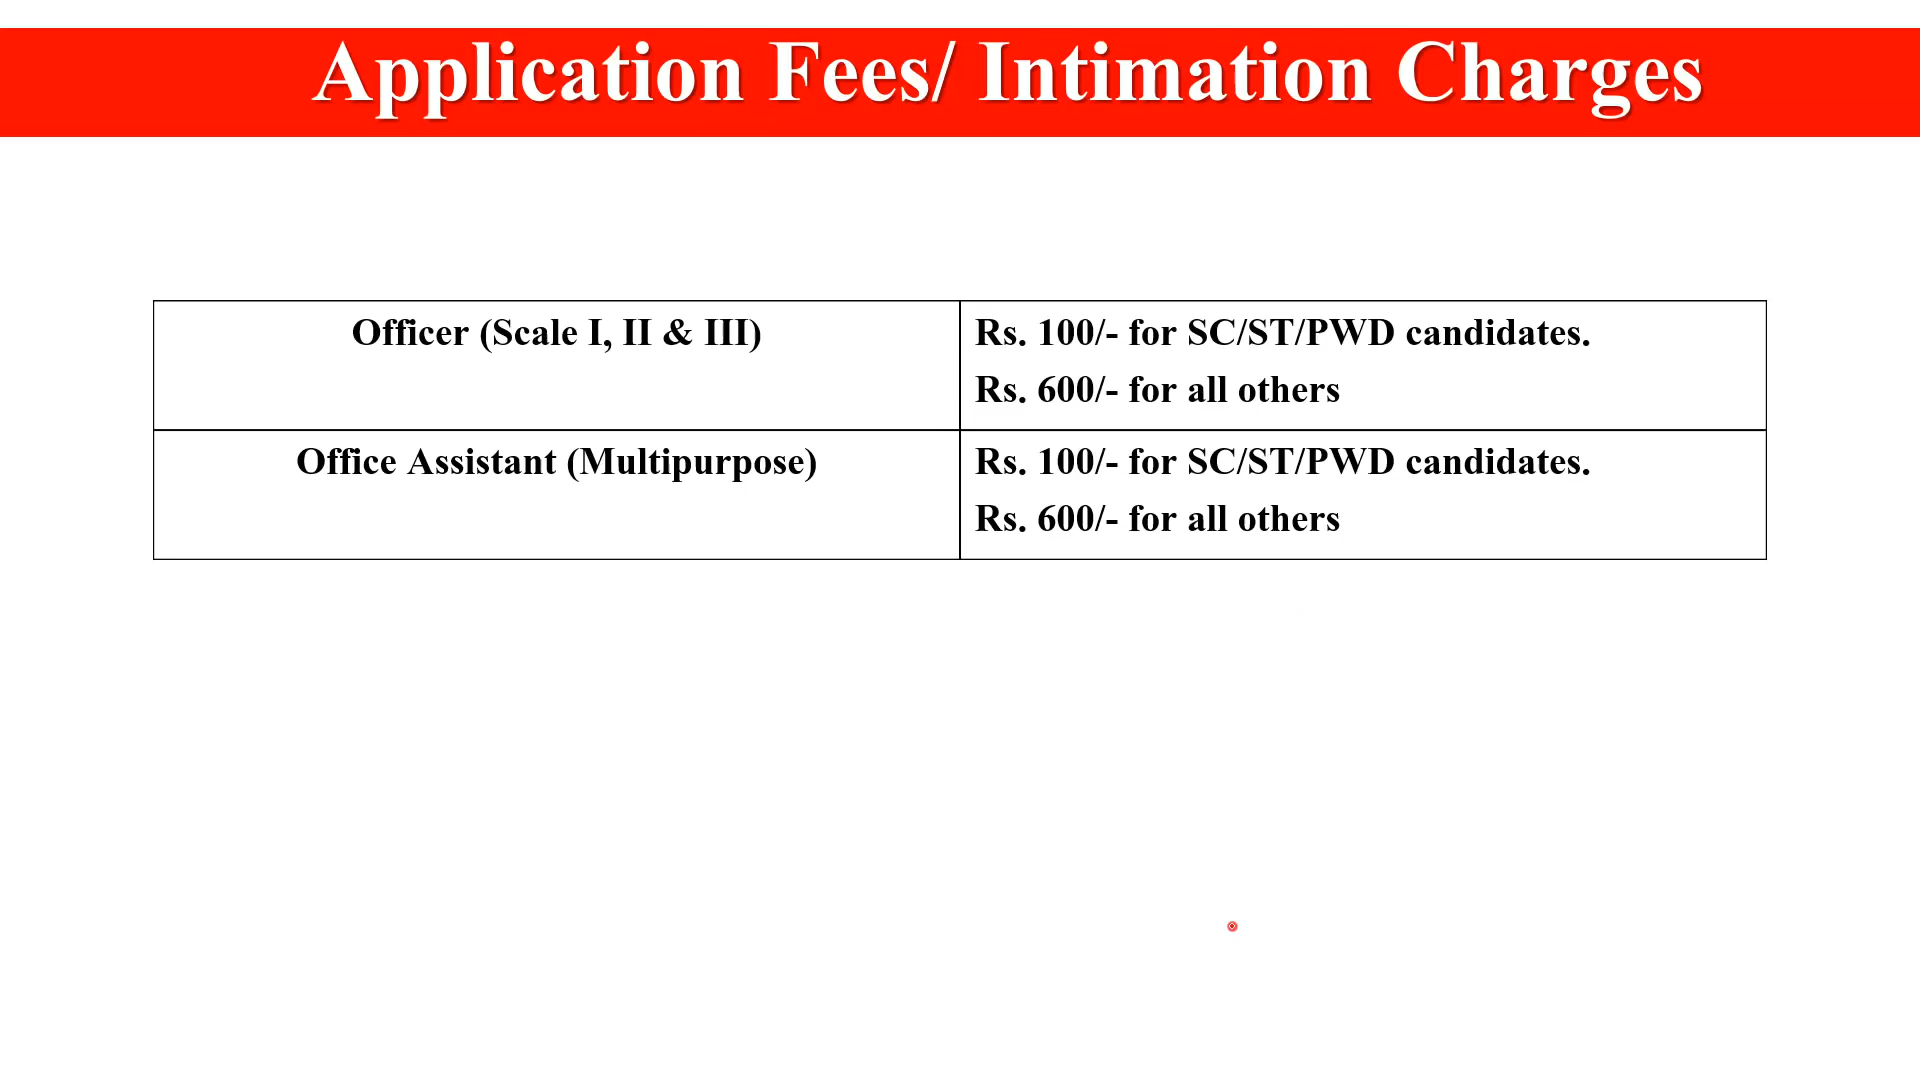 Application Fees/ Intimation Charges
Officer (Scale I, II & III)
Rs. 100/- for SC/ST/PWD candidates.
Rs. 600/- for all others
Office Assistant (Multipurpose)
Rs. 100/- for SC/ST/PWD candidates.
Rs. 600/- for all others